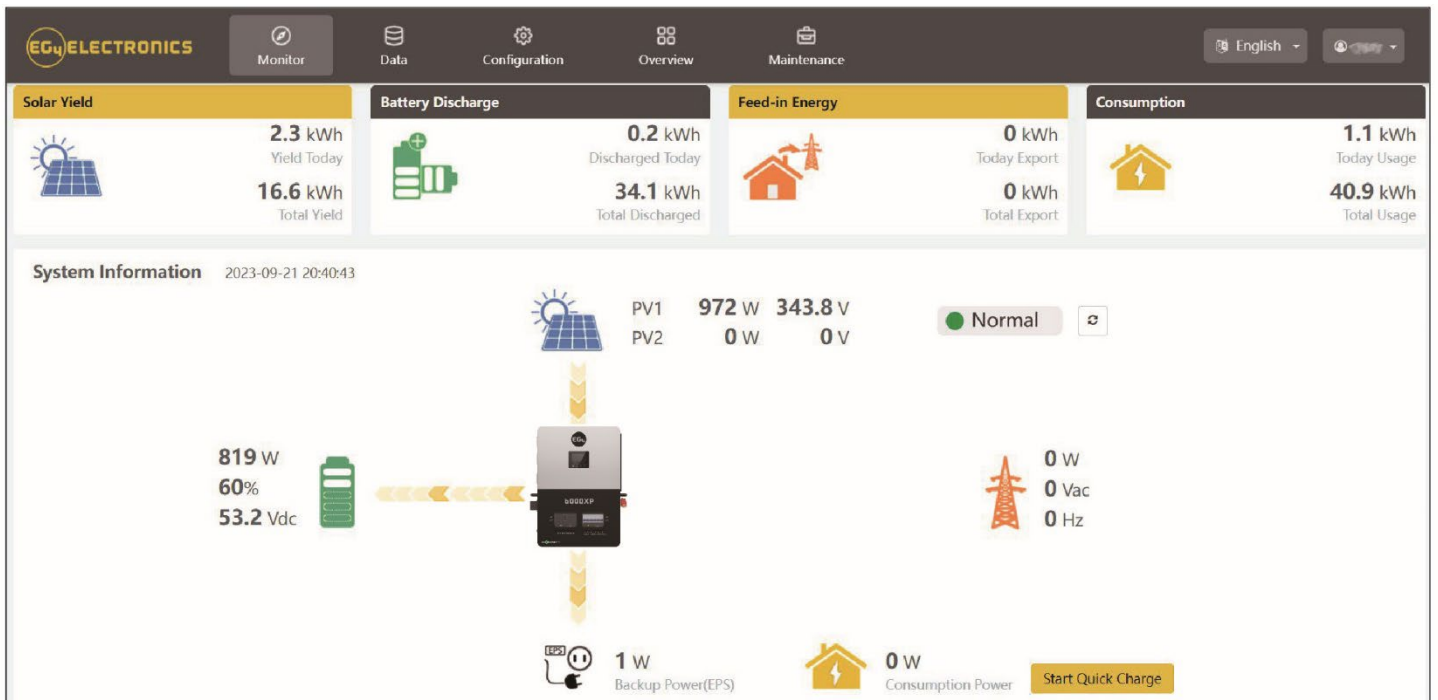 EG4 ELECTRONICS
Monitor
Data
Configuration
Overview
Maintenance
English
Solar Yield
2.3 kWh
Yield Today
16.6 kWh
Total Yield
Battery Discharge
0.2 kWh
Discharged Today
34.1 kWh
Total Discharged
Feed-in Energy
0 kWh
Today Export
0 kWh
Total Export
Consumption
1.1 kWh
Today Usage
40.9 kWh
Total Usage
System Information 2023-09-21 20:40:43
PV1 972 W 343.8 V
PV2 0 W 0 V
Normal
819 W
60%
53.2 Vdc
EG4
6000XP
0 W
0 Vac
0 Hz
EPS
1 W
Backup Power(EPS)
0 W
Consumption Power
Start Quick Charge